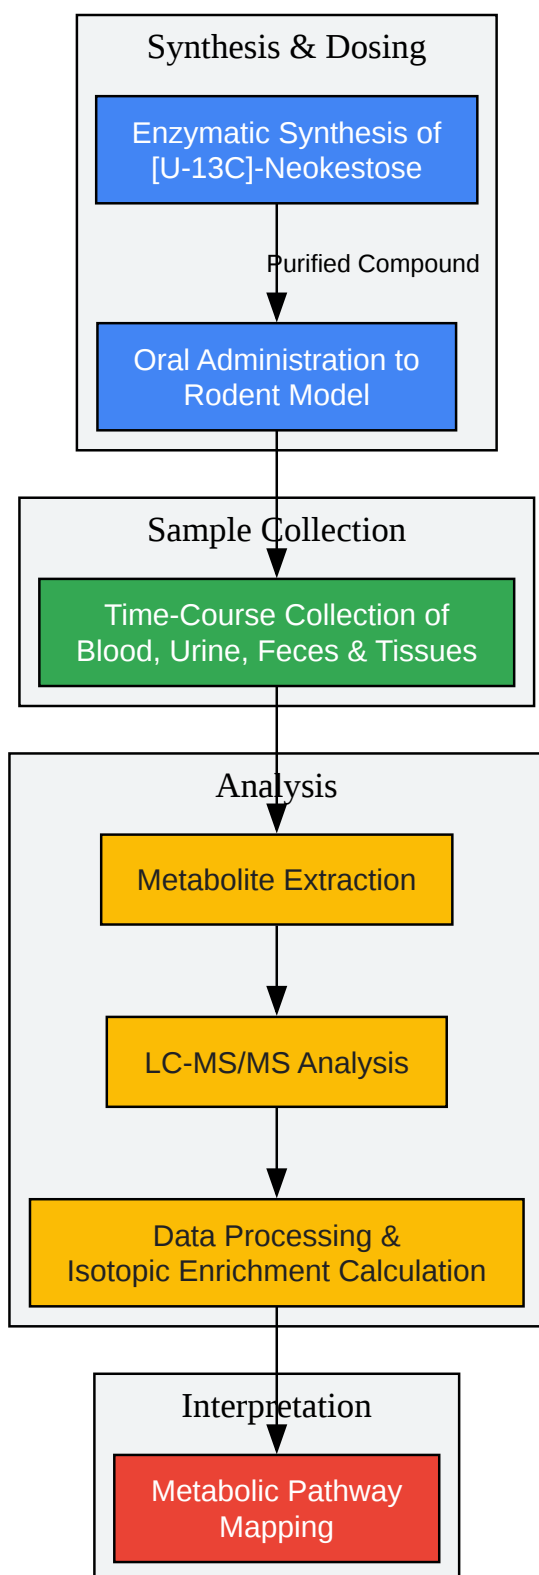 Synthesis & Dosing
Enzymatic Synthesis of
[U-13C]-Neokestose
Purified Compound
Oral Administration to
Rodent Model
Sample Collection
Time-Course Collection of
Blood, Urine, Feces & Tissues
Analysis
Metabolite Extraction
LC-MS/MS Analysis
Data Processing &
Isotopic Enrichment Calculation
Interpretation
Metabolic Pathway
Mapping